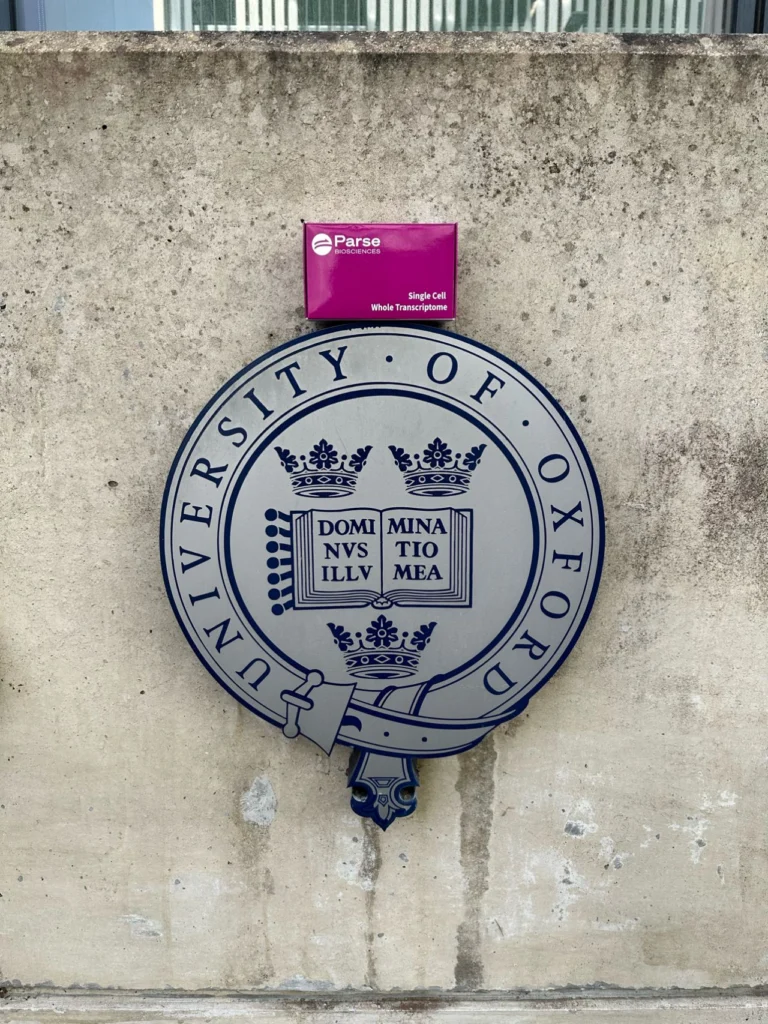 Parse
BIOSCIENCES
Single Cell
Whole Transcriptome
UNIVERSITY · OF · OXFORD
DOMI
NVS
ILLV
MINA
TIO
MEA